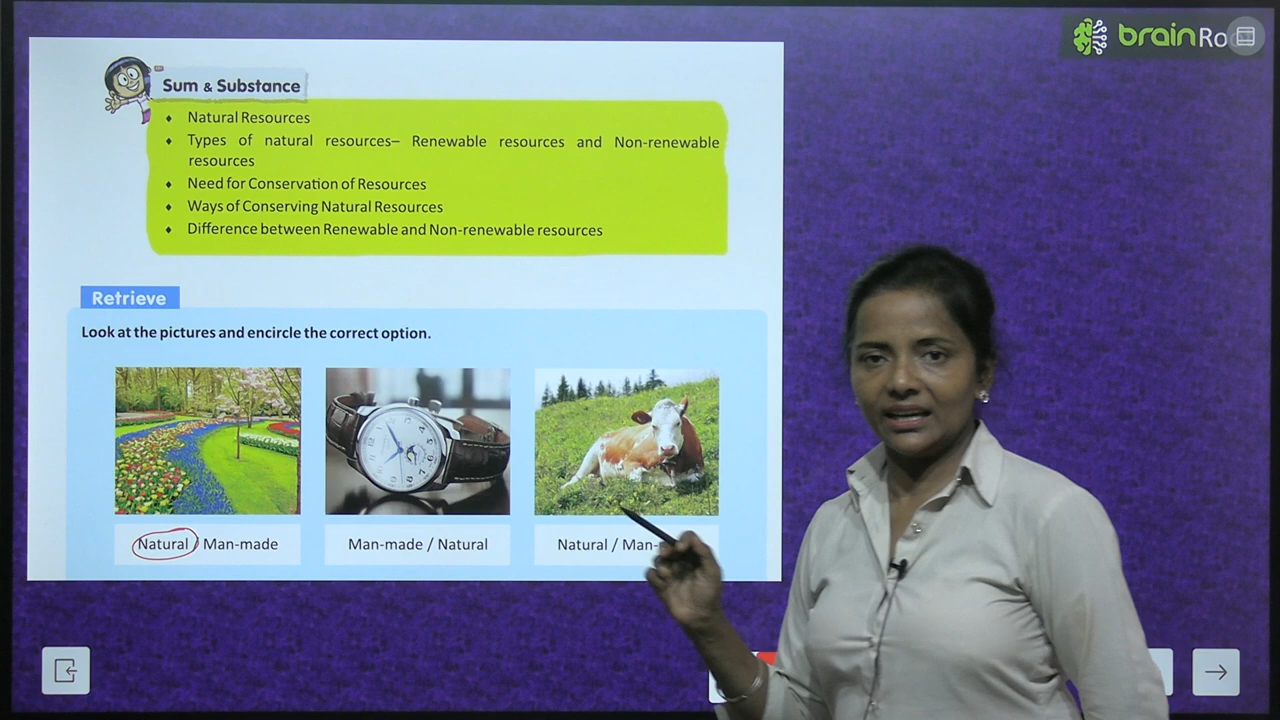 brainRo
Sum & Substance
♦ Natural Resources
♦ Types of natural resources– Renewable resources and Non-renewable
resources
♦ Need for Conservation of Resources
♦ Ways of Conserving Natural Resources
♦ Difference between Renewable and Non-renewable resources
Retrieve
Look at the pictures and encircle the correct option.
Natural / Man-made
Man-made / Natural
Natural / Man-